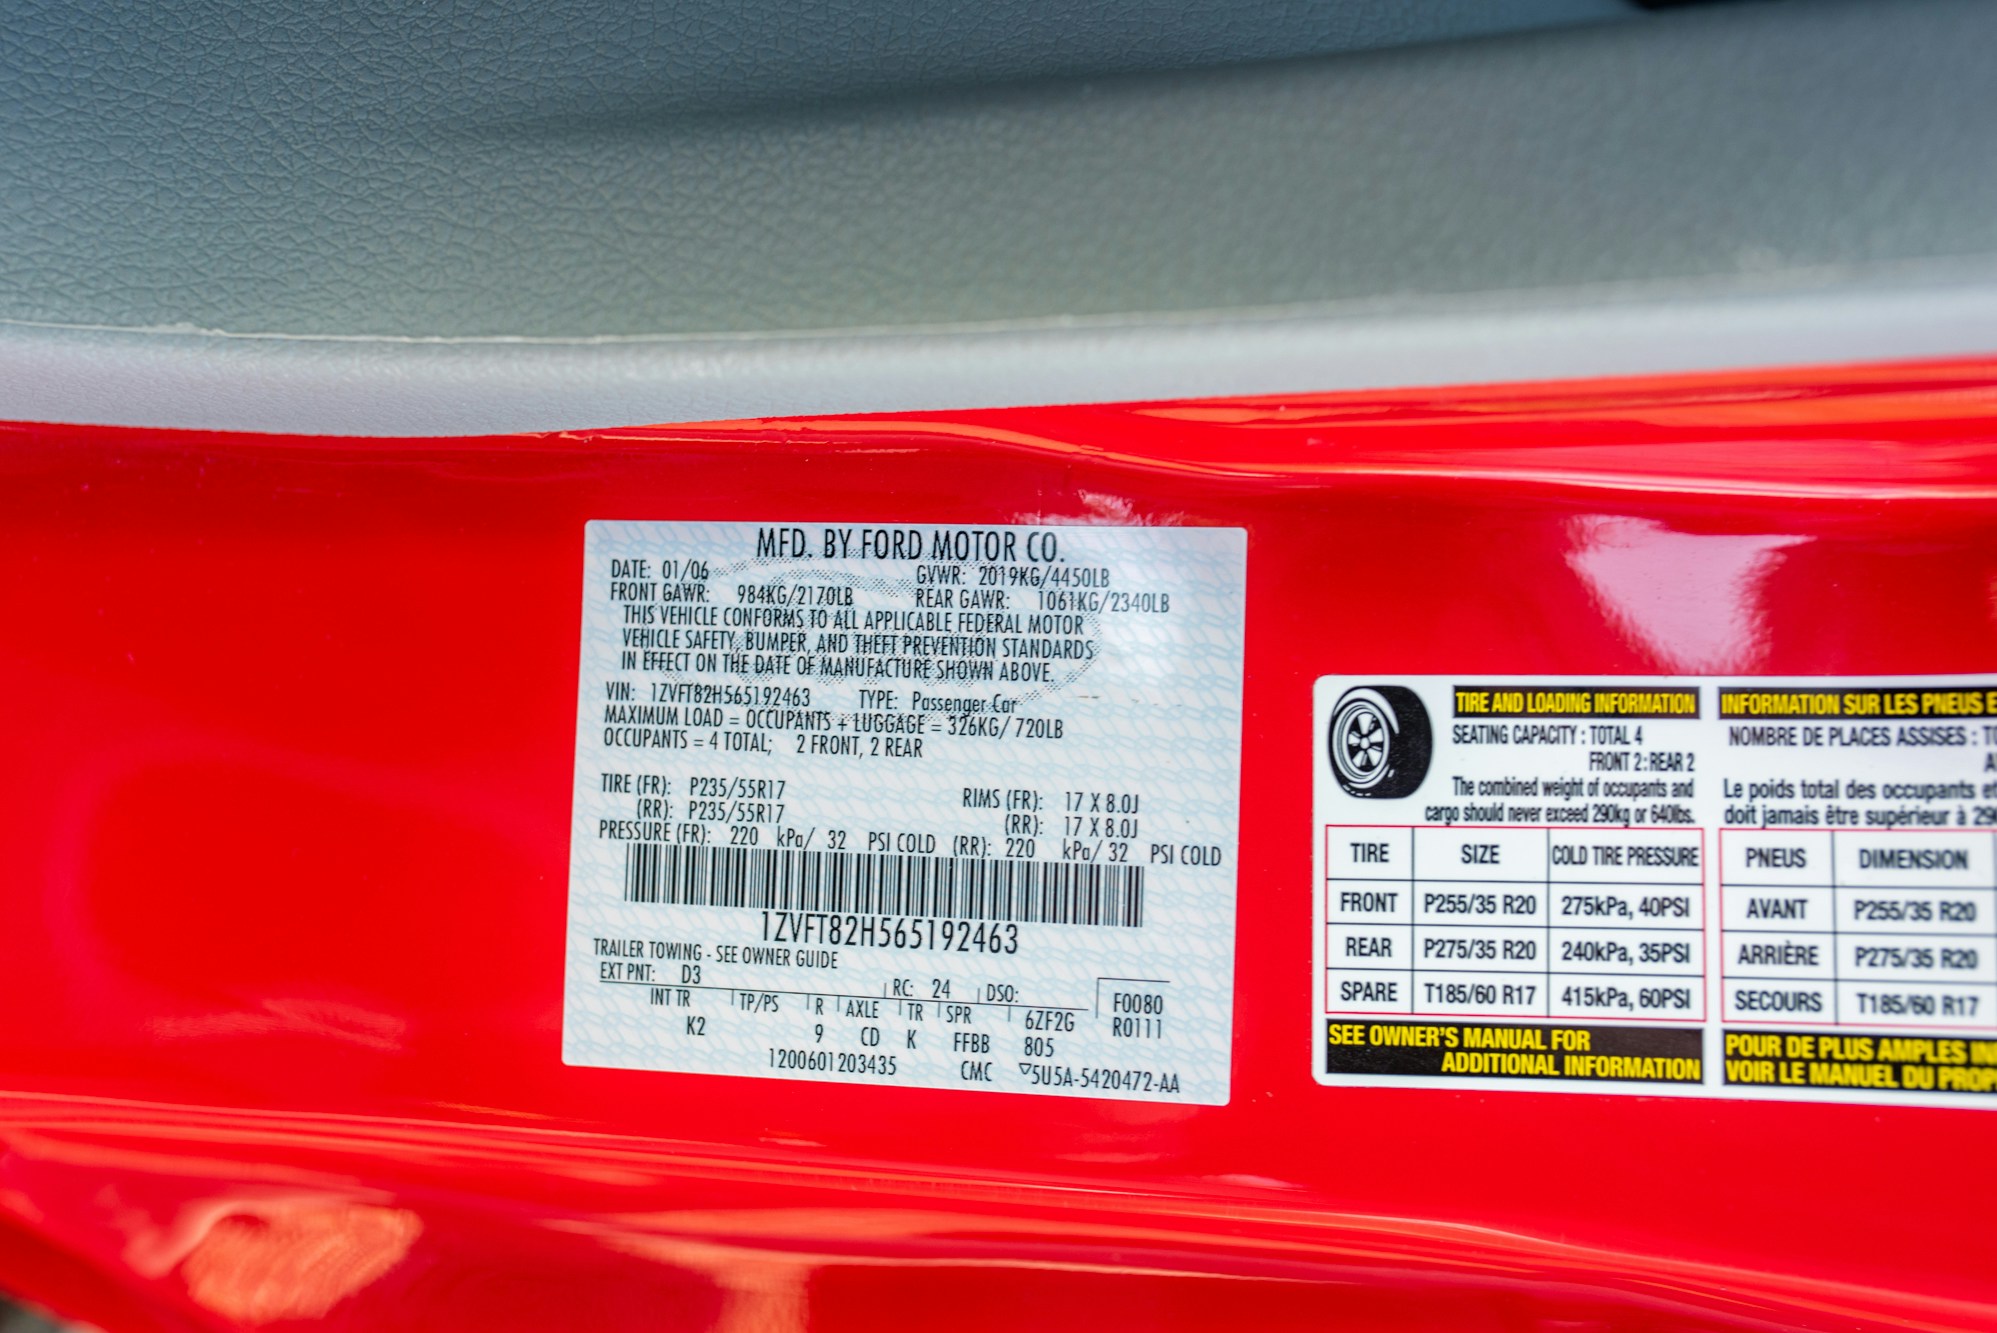 MFD. BY FORD MOTOR CO.
DATE: 01/06 GVWR: 2019KG/4450LB
FRONT GAWR: 984KG/2170LB REAR GAWR: 1061KG/2340LB
THIS VEHICLE CONFORMS TO ALL APPLICABLE FEDERAL MOTOR
VEHICLE SAFETY, BUMPER, AND THEFT PREVENTION STANDARDS
IN EFFECT ON THE DATE OF MANUFACTURE SHOWN ABOVE.
VIN: 1ZVFT82H565192463 TYPE: Passenger Car
MAXIMUM LOAD = OCCUPANTS + LUGGAGE = 326KG/ 720LB
OCCUPANTS = 4 TOTAL; 2 FRONT, 2 REAR
TIRE (FR): P235/55R17 RIMS (FR): 17 X 8.0J
(RR): P235/55R17 (RR): 17 X 8.0J
PRESSURE (FR): 220 kPa/ 32 PSI COLD (RR): 220 kPa/ 32 PSI COLD
1ZVFT82H565192463
TRAILER TOWING - SEE OWNER GUIDE
EXT PNT: D3 RC: 24 DSO: F0080
INT TR TP/PS R AXLE TR SPR 6ZF2G R0111
K2 9 CD K FFBB 805
1200601203435 CMC ▽5U5A-5420472-AA
TIRE AND LOADING INFORMATION
SEATING CAPACITY : TOTAL 4
FRONT 2 : REAR 2
The combined weight of occupants and
cargo should never exceed 290kg or 640lbs.
TIRE SIZE COLD TIRE PRESSURE
FRONT P255/35 R20 275kPa, 40PSI
REAR P275/35 R20 240kPa, 35PSI
SPARE T185/60 R17 415kPa, 60PSI
SEE OWNER'S MANUAL FOR
ADDITIONAL INFORMATION
INFORMATION SUR LES PNEUS E
NOMBRE DE PLACES ASSISES : T
Le poids total des occupants et
doit jamais être supérieur à 29
PNEUS DIMENSION
AVANT P255/35 R20
ARRIÈRE P275/35 R20
SECOURS T185/60 R17
POUR DE PLUS AMPLES IN
VOIR LE MANUEL DU PROP